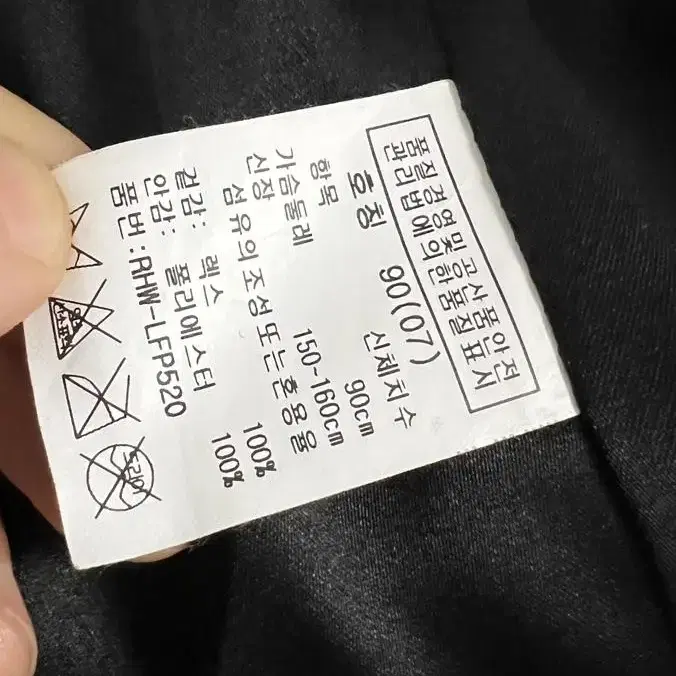 품질경영및공산품안전
관리법에의한품질표시
호칭 90(07)
항목 신체치수
가슴둘레 90cm
신장 150-160cm
섬유의조성또는혼용율
겉감: 렉스 100%
안감: 폴리에스터 100%
품번:RHW-LFP520
드라이